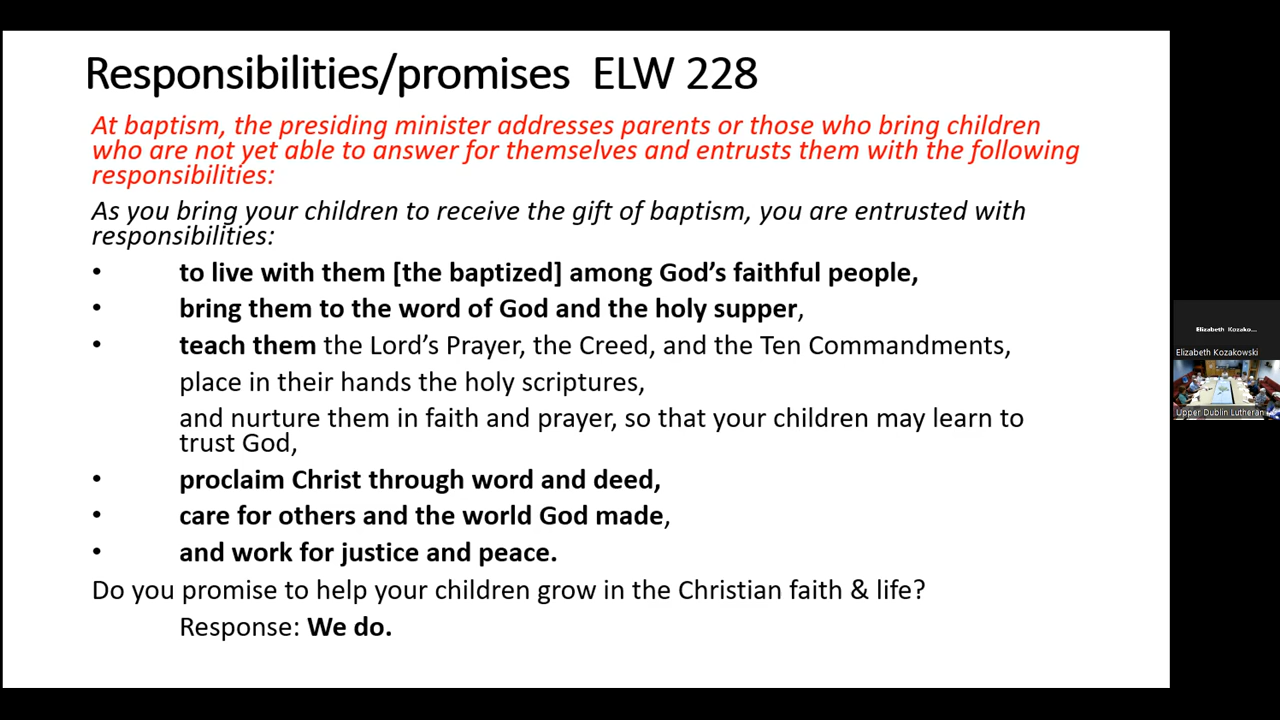 Responsibilities/promises ELW 228
At baptism, the presiding minister addresses parents or those who bring children
who are not yet able to answer for themselves and entrusts them with the following
responsibilities:
As you bring your children to receive the gift of baptism, you are entrusted with
responsibilities:
• to live with them [the baptized] among God’s faithful people,
• bring them to the word of God and the holy supper,
• teach them the Lord’s Prayer, the Creed, and the Ten Commandments,
place in their hands the holy scriptures,
and nurture them in faith and prayer, so that your children may learn to
trust God,
• proclaim Christ through word and deed,
• care for others and the world God made,
• and work for justice and peace.
Do you promise to help your children grow in the Christian faith & life?
Response: We do.
Elizabeth Kozako...
Elizabeth Kozakowski
Upper Dublin Lutheran